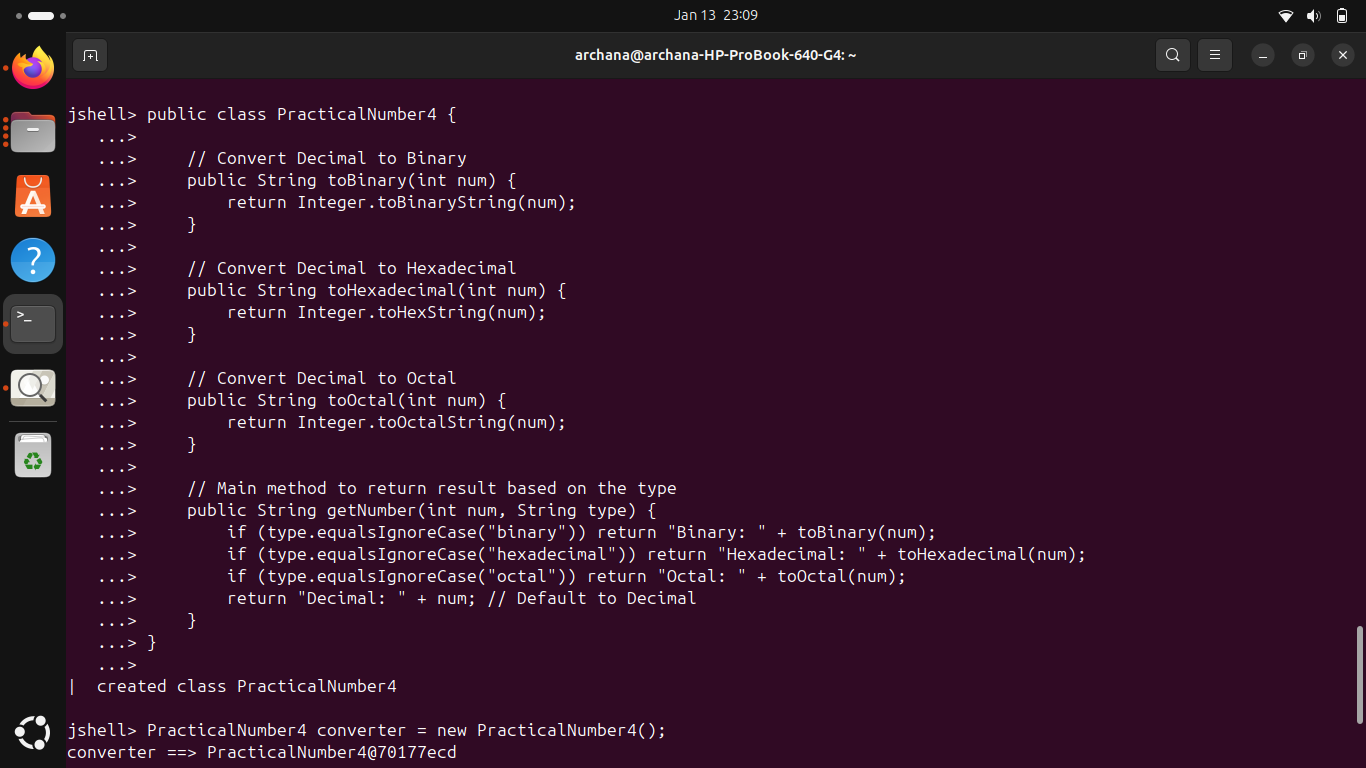 Jan 13 23:09
archana@archana-HP-ProBook-640-G4: ~
jshell> public class PracticalNumber4 {
   ...>
   ...>     // Convert Decimal to Binary
   ...>     public String toBinary(int num) {
   ...>         return Integer.toBinaryString(num);
   ...>     }
   ...>
   ...>     // Convert Decimal to Hexadecimal
   ...>     public String toHexadecimal(int num) {
   ...>         return Integer.toHexString(num);
   ...>     }
   ...>
   ...>     // Convert Decimal to Octal
   ...>     public String toOctal(int num) {
   ...>         return Integer.toOctalString(num);
   ...>     }
   ...>
   ...>     // Main method to return result based on the type
   ...>     public String getNumber(int num, String type) {
   ...>         if (type.equalsIgnoreCase("binary")) return "Binary: " + toBinary(num);
   ...>         if (type.equalsIgnoreCase("hexadecimal")) return "Hexadecimal: " + toHexadecimal(num);
   ...>         if (type.equalsIgnoreCase("octal")) return "Octal: " + toOctal(num);
   ...>         return "Decimal: " + num; // Default to Decimal
   ...>     }
   ...> }
   ...>
|  created class PracticalNumber4
jshell> PracticalNumber4 converter = new PracticalNumber4();
converter ==> PracticalNumber4@70177ecd